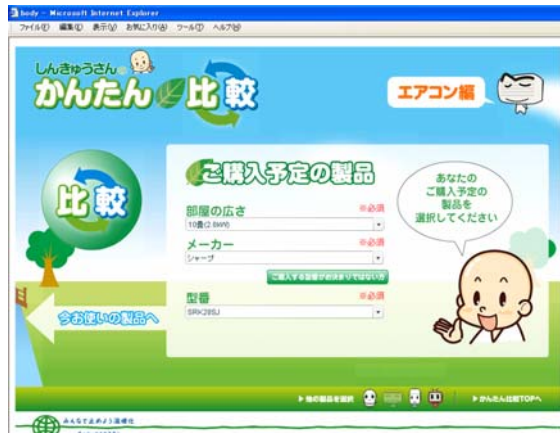 body - Microsoft Internet Explorer
ファイル(F) 編集(E) 表示(V) お気に入り(A) ツール(T) ヘルプ(H)
しんきゅうさんの
かんたん比較
エアコン編
比較
ご購入予定の製品
部屋の広さ ※必須
10畳(2.8kW)
メーカー ※必須
シャープ
ご購入する型番がお決まりではない方
型番 ※必須
SRK28SJ
あなたの
ご購入予定の
製品を
選択してください
今お使いの製品へ
他の製品を選択
かんたん比較TOPへ
みんなで止めよう温暖化